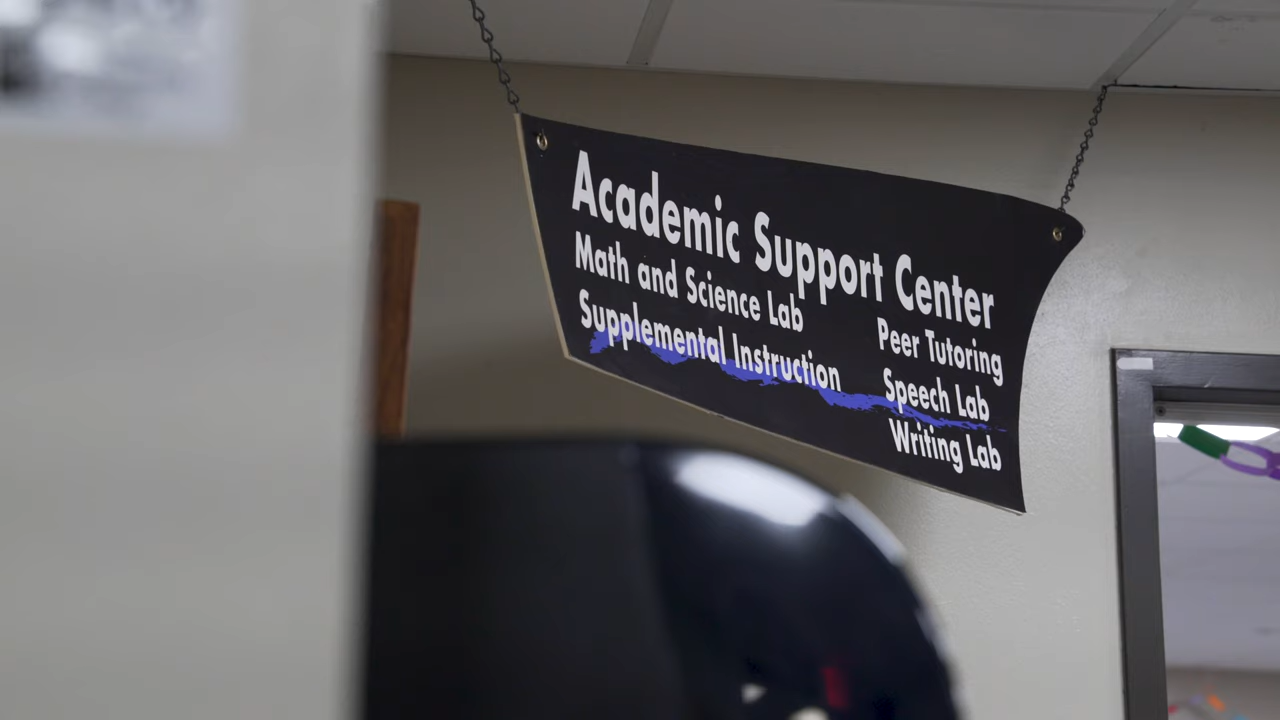 Academic Support Center
Math and Science Lab
Supplemental Instruction
Peer Tutoring
Speech Lab
Writing Lab